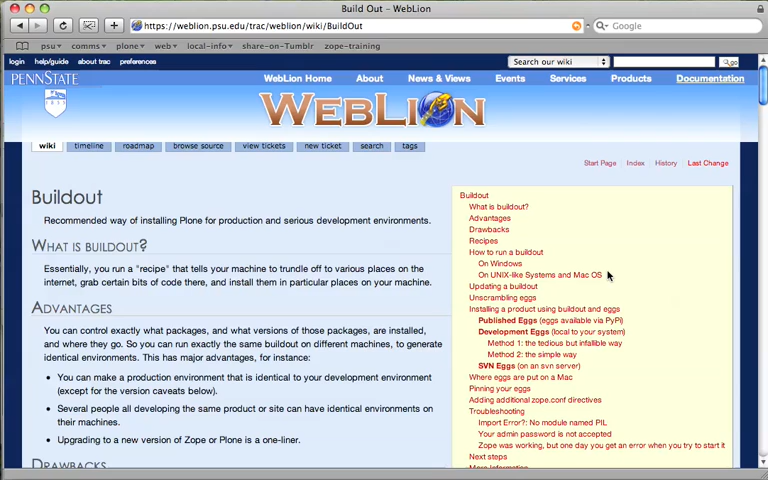 Build Out – WebLion
https://weblion.psu.edu/trac/weblion/wiki/BuildOut
Google
psu comms plone web local-info share-on-Tumblr zope-training
login help/guide about trac preferences
Search our wiki
go
PENNSTATE
1855
WebLion Home About News & Views Events Services Products Documentation
WEBLION
wiki timeline roadmap browse source view tickets new ticket search tags
Start Page Index History Last Change
Buildout
Recommended way of installing Plone for production and serious development environments.
WHAT IS BUILDOUT?
Essentially, you run a "recipe" that tells your machine to trundle off to various places on the
internet, grab certain bits of code there, and install them in particular places on your machine.
ADVANTAGES
You can control exactly what packages, and what versions of those packages, are installed,
and where they go. So you can run exactly the same buildout on different machines, to generate
identical environments. This has major advantages, for instance:
• You can make a production environment that is identical to your development environment
(except for the version caveats below).
• Several people all developing the same product or site can have identical environments on
their machines.
• Upgrading to a new version of Zope or Plone is a one-liner.
DRAWBACKS
Buildout
What is buildout?
Advantages
Drawbacks
Recipes
How to run a buildout
On Windows
On UNIX-like Systems and Mac OS
Updating a buildout
Unscrambling eggs
Installing a product using buildout and eggs
Published Eggs (eggs available via PyPi)
Development Eggs (local to your system)
Method 1: the tedious but infallible way
Method 2: the simple way
SVN Eggs (on an svn server)
Where eggs are put on a Mac
Pinning your eggs
Adding additional zope.conf directives
Troubleshooting
Import Error?: No module named PIL
Your admin password is not accepted
Zope was working, but one day you get an error when you try to start it
Next steps
More Information